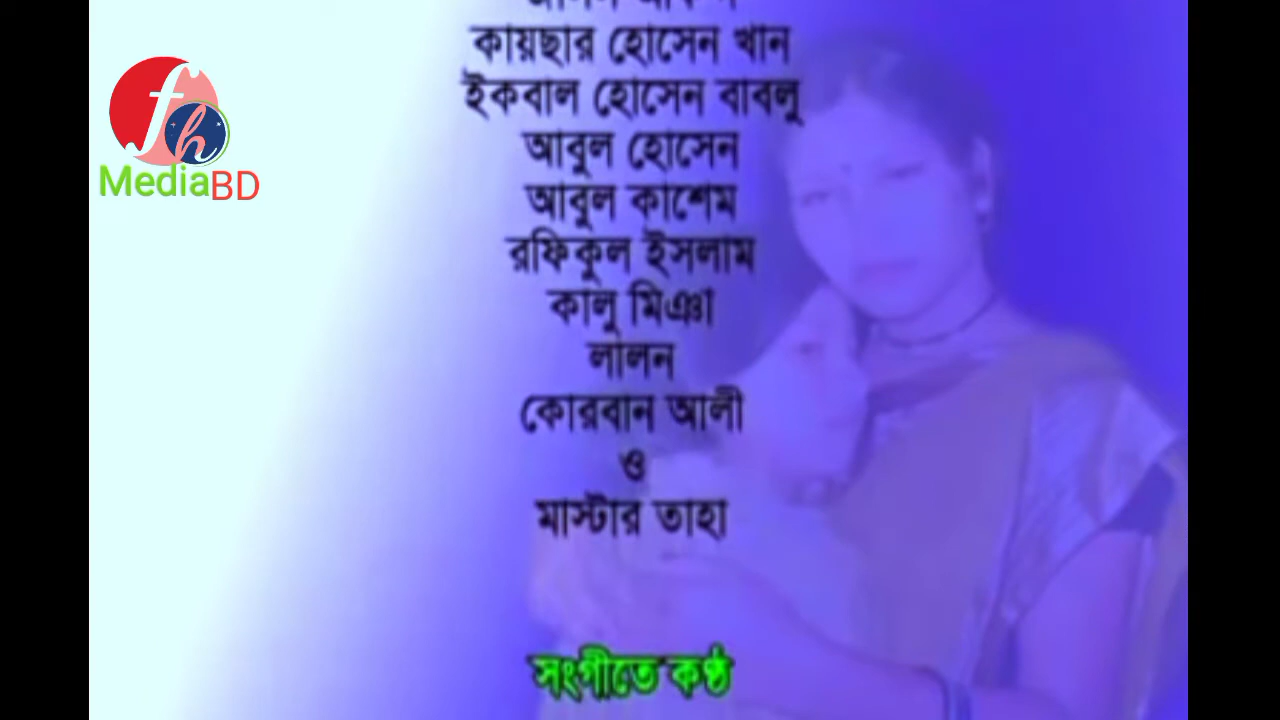 কায়ছার হোসেন খান
ইকবাল হোসেন বাবলু
আবুল হোসেন
আবুল কাশেম
রফিকুল ইসলাম
কালু মিঞা
লালন
কোরবান আলী
ও
মাস্টার তাহা
সংগীতে কণ্ঠ
fh
MediaBD